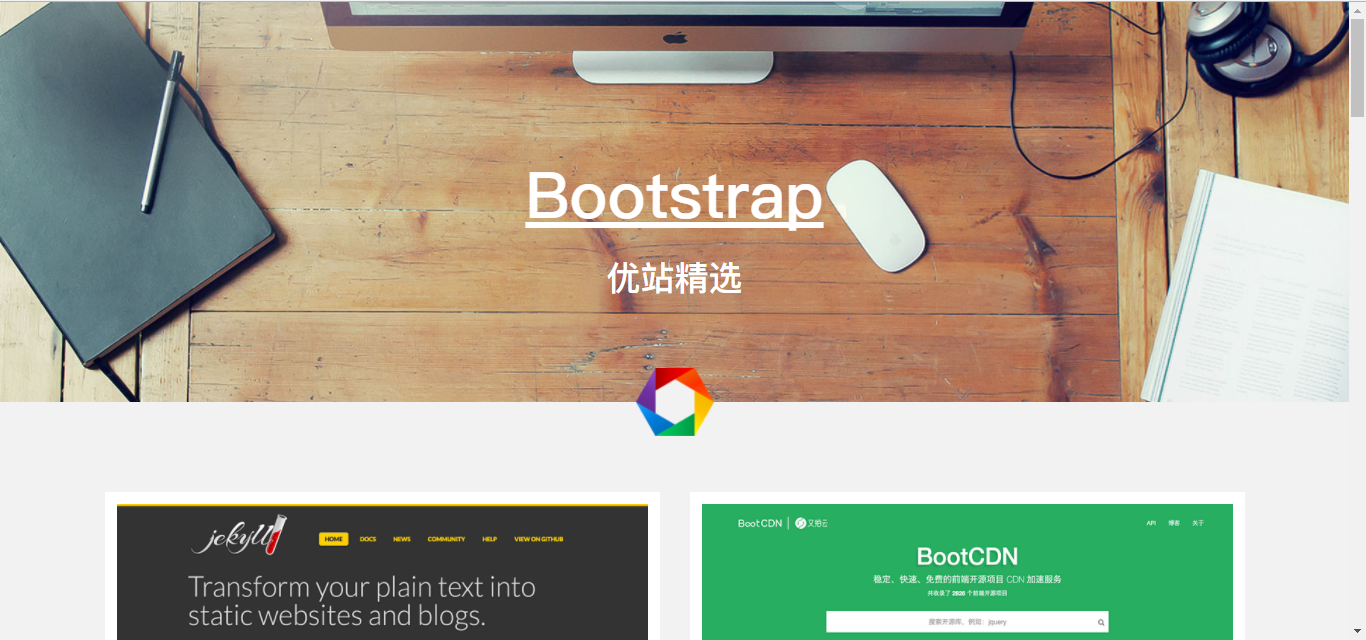 Bootstrap
优站精选
jekyll
HOME DOCS NEWS COMMUNITY HELP VIEW ON GITHUB
Transform your plain text into
static websites and blogs.
BootCDN 又拍云
API 博客 关于
BootCDN
稳定、快速、免费的前端开源项目 CDN 加速服务
共收录了 2826 个前端开源项目
搜索开源库，例如：jquery